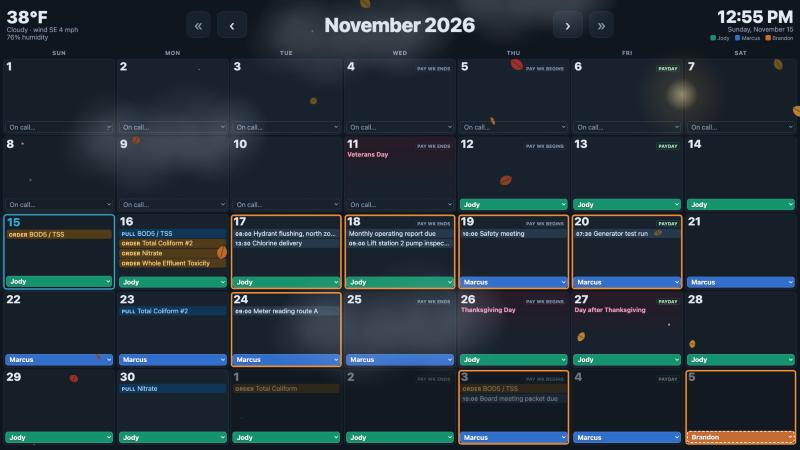 38°F
Cloudy · wind SE 4 mph
76% humidity
«
‹
November 2026
›
»
12:55 PM
Sunday, November 15
Jody Marcus Brandon
SUN MON TUE WED THU FRI SAT
1 2 3 4 PAY WK ENDS 5 PAY WK BEGINS 6 PAYDAY 7
On call... On call... On call... On call... On call... On call... On call...
8 9 10 11 PAY WK ENDS 12 PAY WK BEGINS 13 PAYDAY 14
Veterans Day
On call... On call... On call... On call... Jody Jody Jody
15 16 17 18 PAY WK ENDS 19 PAY WK BEGINS 20 PAYDAY 21
ORDER BOD5 / TSS PULL BOD5 / TSS 08:00 Hydrant flushing, north zo... Monthly operating report due 10:00 Safety meeting 07:30 Generator test run
ORDER Total Coliform #2 13:30 Chlorine delivery 09:00 Lift station 2 pump inspec...
ORDER Nitrate
ORDER Whole Effluent Toxicity
Jody Jody Jody Jody Marcus Marcus Marcus
22 23 24 25 PAY WK ENDS 26 PAY WK BEGINS 27 PAYDAY 28
PULL Total Coliform #2 09:00 Meter reading route A Thanksgiving Day Day after Thanksgiving
Marcus Marcus Marcus Marcus Jody Jody Jody
29 30 1 2 PAY WK ENDS 3 PAY WK BEGINS 4 PAYDAY 5
PULL Nitrate ORDER Total Coliform ORDER BOD5 / TSS
10:00 Board meeting packet due
Jody Jody Jody Jody Marcus Marcus Brandon